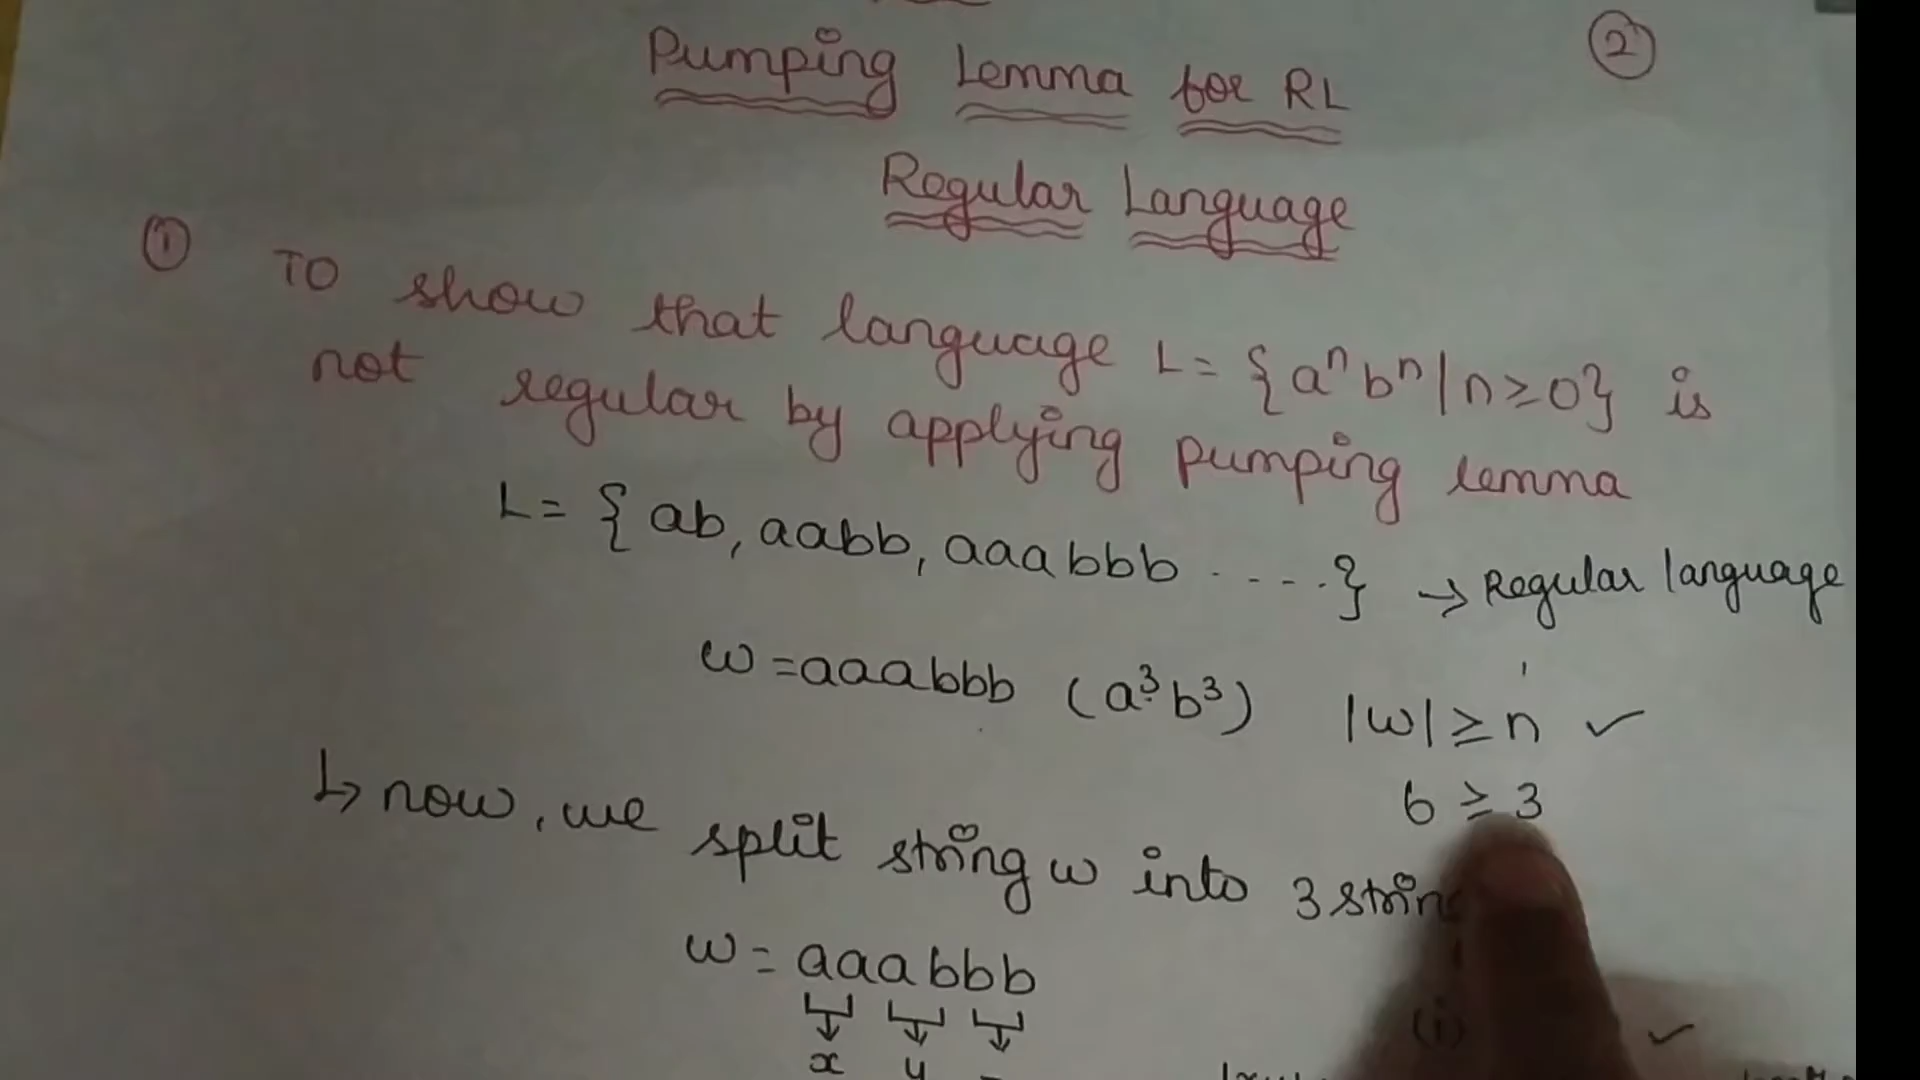 Pumping Lemma for RL
②
Regular Language
① TO show that language L = {aⁿbⁿ | n ≥ 0} is
not regular by applying pumping lemma
L = { ab, aabb, aaabbb ....} → Regular language
w = aaabbb (a³b³) |w| ≥ n ✓
6 ≥ 3
↳ now, we split string w into 3
w = aaabbb
x y
(i) ✓